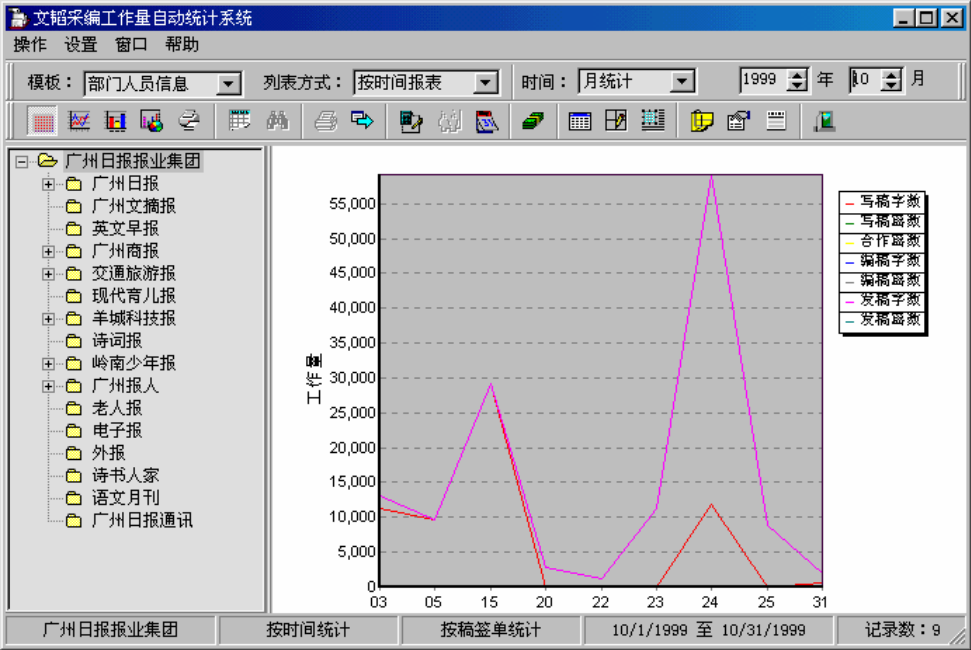 文韬采编工作量自动统计系统
操作 设置 窗口 帮助
模板： 部门人员信息 列表方式： 按时间报表 时间： 月统计 1999 年 10 月
广州日报报业集团
广州日报
广州文摘报
英文早报
广州商报
交通旅游报
现代育儿报
羊城科技报
诗词报
岭南少年报
广州报人
老人报
电子报
外报
诗书人家
语文月刊
广州日报通讯
工作量
55,000
50,000
45,000
40,000
35,000
30,000
25,000
20,000
15,000
10,000
5,000
0
03 05 15 20 22 23 24 25 31
写稿字数
写稿篇数
合作篇数
编稿字数
编稿篇数
发稿字数
发稿篇数
广州日报报业集团 按时间统计 按稿签单统计 10/1/1999 至 10/31/1999 记录数：9